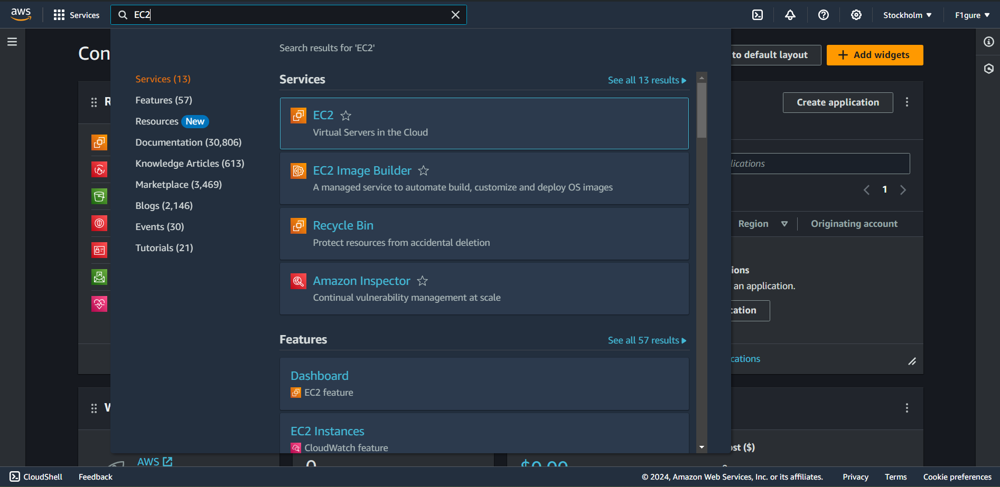 aws
Services
EC2
Stockholm
F1gure
Con
to default layout
Add widgets
Search results for 'EC2'
Services (13)
Features (57)
Resources New
Documentation (30,806)
Knowledge Articles (613)
Marketplace (3,469)
Blogs (2,146)
Events (30)
Tutorials (21)
Services
See all 13 results
EC2
Virtual Servers in the Cloud
EC2 Image Builder
A managed service to automate build, customize and deploy OS images
Recycle Bin
Protect resources from accidental deletion
Amazon Inspector
Continual vulnerability management at scale
Features
See all 57 results
Dashboard
EC2 feature
EC2 Instances
CloudWatch feature
R
Create application
lications
1
Region
Originating account
ions
an application.
cation
cations
W
ost ($)
AWS
0
$0.00
CloudShell
Feedback
© 2024, Amazon Web Services, Inc. or its affiliates.
Privacy
Terms
Cookie preferences